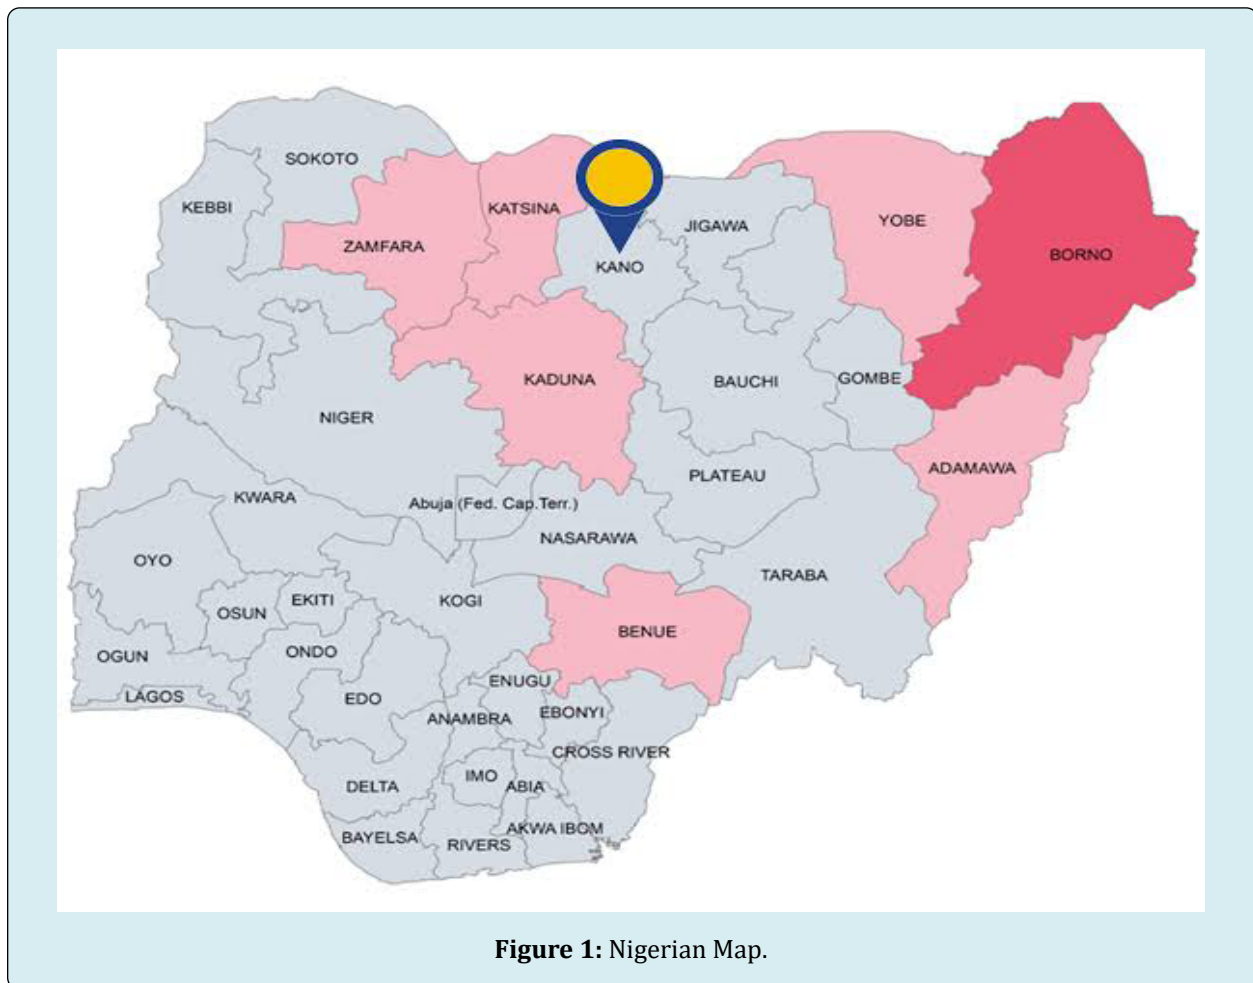 SOKOTO
KEBBI
ZAMFARA
KATSINA
KANO
JIGAWA
YOBE
BORNO
KADUNA
BAUCHI
GOMBE
NIGER
ADAMAWA
PLATEAU
KWARA
Abuja (Fed. Cap.Terr.)
NASARAWA
OYO
TARABA
OSUN
EKITI
KOGI
BENUE
OGUN
ONDO
LAGOS
EDO
ENUGU
ANAMBRA
EBONYI
CROSS RIVER
DELTA
IMO
ABIA
BAYELSA
RIVERS
AKWA IBOM
Figure 1: Nigerian Map.